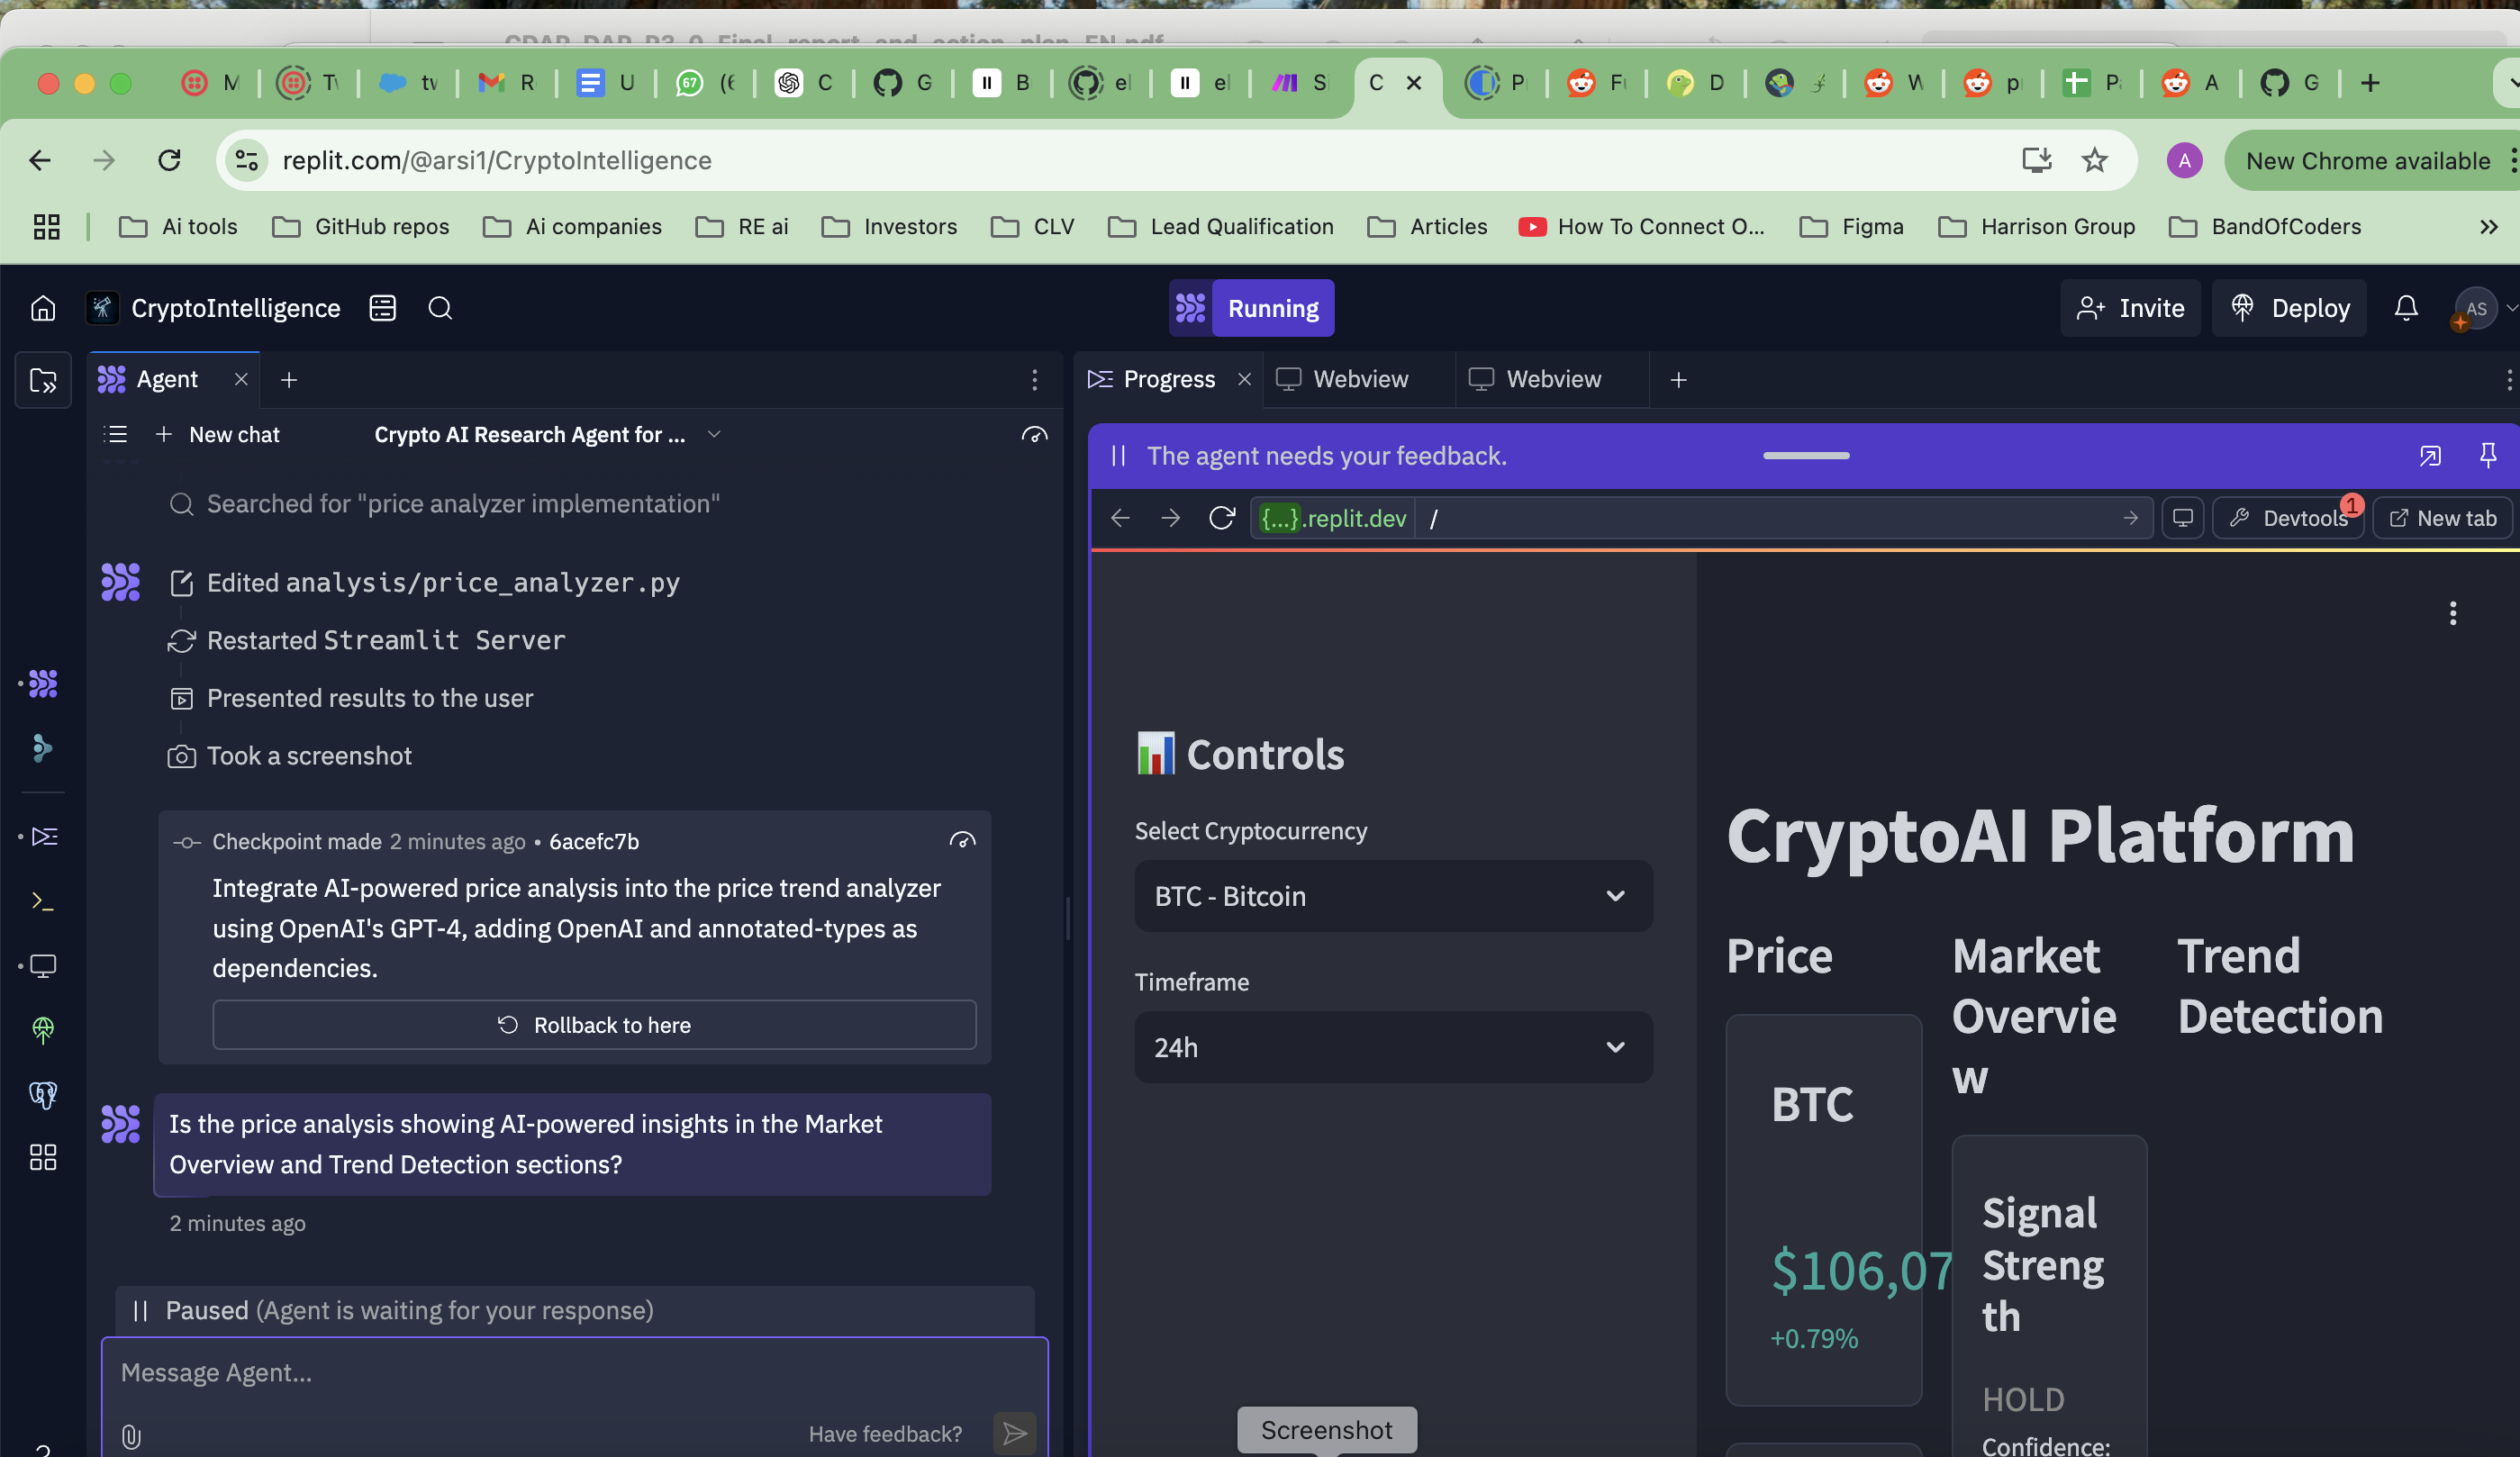 CDAP_DAP_P3_0_Final_report_and_action_plan_EN.pdf
M
Tv
tv
R
U
67
(6
C
G
B
el
el
S
C
P
Fu
D
W
p
P
A
G
replit.com/@arsi1/CryptoIntelligence
A
New Chrome available
Ai tools
GitHub repos
Ai companies
RE ai
Investors
CLV
Lead Qualification
Articles
How To Connect O...
Figma
Harrison Group
BandOfCoders
CryptoIntelligence
Running
Invite
Deploy
AS
Agent
New chat
Crypto AI Research Agent for ...
Searched for "price analyzer implementation"
Edited analysis/price_analyzer.py
Restarted Streamlit Server
Presented results to the user
Took a screenshot
Checkpoint made 2 minutes ago • 6acefc7b
Integrate AI-powered price analysis into the price trend analyzer
using OpenAI's GPT-4, adding OpenAI and annotated-types as
dependencies.
Rollback to here
Is the price analysis showing AI-powered insights in the Market
Overview and Trend Detection sections?
2 minutes ago
Paused (Agent is waiting for your response)
Message Agent...
Have feedback?
Progress
Webview
Webview
The agent needs your feedback.
{...}.replit.dev
/
Devtools
1
New tab
Controls
Select Cryptocurrency
BTC - Bitcoin
Timeframe
24h
CryptoAI Platform
Price
BTC
$106,07
+0.79%
Market
Overvie
w
Signal
Streng
th
HOLD
Confidence:
Trend
Detection
Screenshot